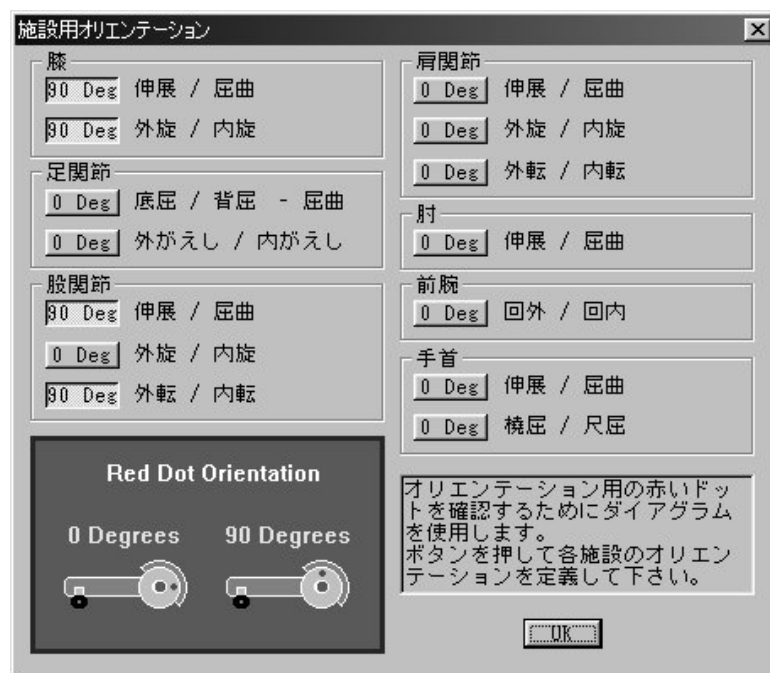 施設用オリエンテーション
膝
90 Deg 伸展 / 屈曲
90 Deg 外旋 / 内旋
足関節
0 Deg 底屈 / 背屈 - 屈曲
0 Deg 外がえし / 内がえし
股関節
90 Deg 伸展 / 屈曲
0 Deg 外旋 / 内旋
90 Deg 外転 / 内転
Red Dot Orientation
0 Degrees 90 Degrees
肩関節
0 Deg 伸展 / 屈曲
0 Deg 外旋 / 内旋
0 Deg 外転 / 内転
肘
0 Deg 伸展 / 屈曲
前腕
0 Deg 回外 / 回内
手首
0 Deg 伸展 / 屈曲
0 Deg 橈屈 / 尺屈
オリエンテーション用の赤いドッ
トを確認するためにダイアグラム
を使用します。
ボタンを押して各施設のオリエン
テーションを定義して下さい。
OK